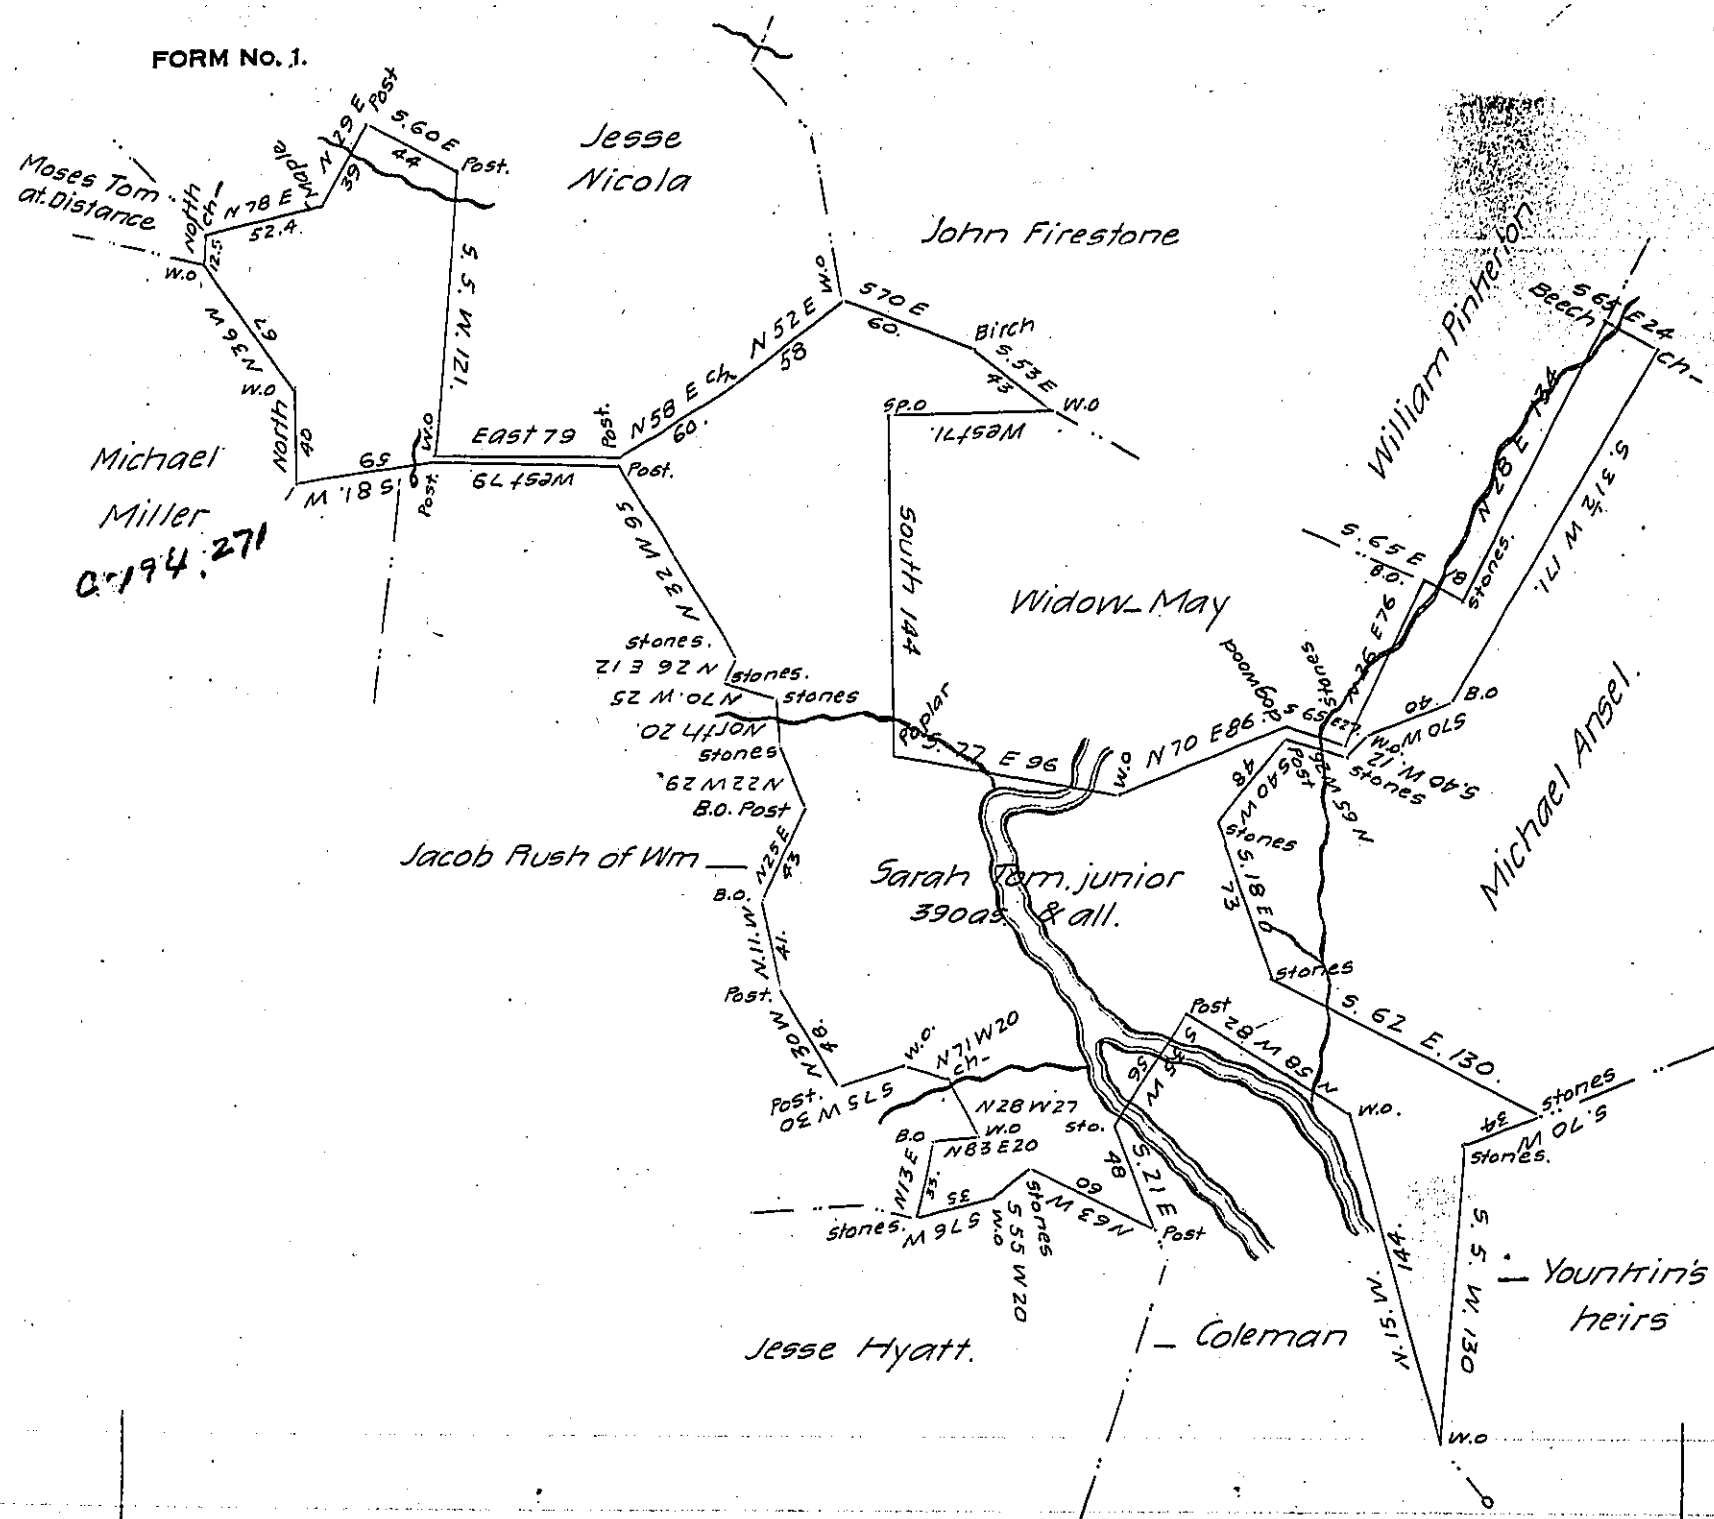 FORM No. 1.
Moses Tom
at. Distance
North
ch-
12.5
W.O
N 78 E
52.4.
Maple
N 29 E
39
Post
S. 60 E
44
Post.
S. 5. W. 121.
N 36 W
67
W.O
North
40
S 81. W
59
W.O
Post.
East 79
West 79
Post.
Post.
Jesse
Nicola
John Firestone
N 58 E
60.
ch
N 52 E
58
W.O
S 70 E
60.
Birch
S. 53 E
43
W.O
West 71.
SP.O
South 144
Michael
Miller
C-194.271
N 32 W 95
stones.
N 26 E 12
stones.
N 70. W 25
stones
North 20.
stones
N 22 W 29.
B.O. Post
N 25 E
43
B.O.
N. 11. W
41.
Post.
N 30 W
48.
Post.
S 75 W 30
W.O.
N 71 W 20
ch-
N 28 W 27
W.O
N 83 E 20
B.O
N 13 E
33.
stones.
S 76 W
35
W.O
S 55 W 20
stones
N 63 W
60
Post
S. 21 E
48
sto.
S 35 W
56
Post
N 58 W 82
W.O.
N. 15. W.
144.
W.O
S. 5. W. 130
stones.
34
S. 70 W
stones
S. 62 E. 130.
stones
S. 18 E
73
stones
S 40 W
48
Post
N 65 W 26
stones
S. 40 W. 12
W.O.
S 70 W
40
B.O
S. 31½ W 171.
ch-
S 65 E 24
Beech
N 28 E 134
stones.
8
S. 65 E
B.O.
N 26 E 76
stones
dogwood
N 70 E 98
W.O
S. 77 E 96
Poplar
Widow May
William Pinkerton
Michael Ansel.
Jacob Rush of Wm
Sarah Tom. junior
390as. & all.
Jesse Hyatt.
Coleman
Younkin's
heirs